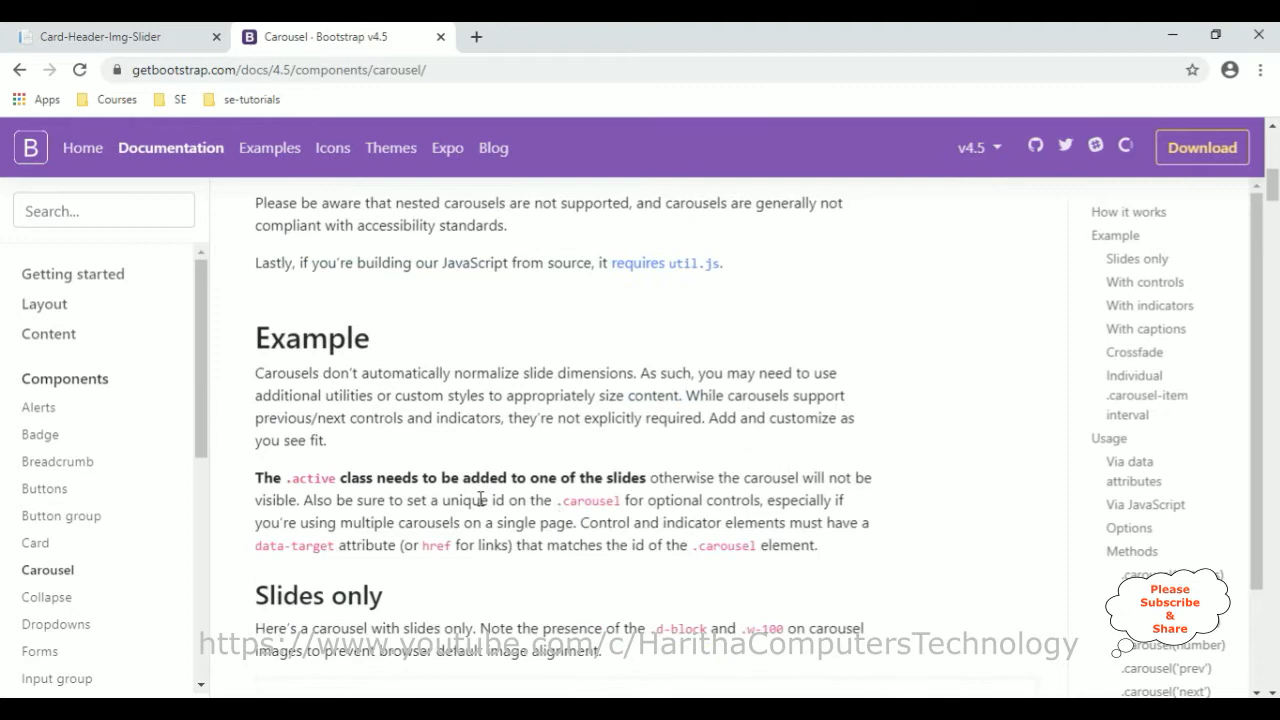 Card-Header-Img-Slider
Carousel · Bootstrap v4.5
getbootstrap.com/docs/4.5/components/carousel/
Apps
Courses
SE
se-tutorials
B
Home
Documentation
Examples
Icons
Themes
Expo
Blog
v4.5
Download
Search...
Getting started
Layout
Content
Components
Alerts
Badge
Breadcrumb
Buttons
Button group
Card
Carousel
Collapse
Dropdowns
Forms
Input group
Please be aware that nested carousels are not supported, and carousels are generally not
compliant with accessibility standards.
Lastly, if you're building our JavaScript from source, it requires util.js.
Example
Carousels don't automatically normalize slide dimensions. As such, you may need to use
additional utilities or custom styles to appropriately size content. While carousels support
previous/next controls and indicators, they're not explicitly required. Add and customize as
you see fit.
The .active class needs to be added to one of the slides otherwise the carousel will not be
visible. Also be sure to set a unique id on the .carousel for optional controls, especially if
you're using multiple carousels on a single page. Control and indicator elements must have a
data-target attribute (or href for links) that matches the id of the .carousel element.
Slides only
Here's a carousel with slides only. Note the presence of the .d-block and .w-100 on carousel
images to prevent browser default image alignment.
https://www.youtube.com/c/HarithaComputersTechnology
How it works
Example
Slides only
With controls
With indicators
With captions
Crossfade
Individual
.carousel-item
interval
Usage
Via data
attributes
Via JavaScript
Options
Methods
Please
Subscribe
&
Share
.carousel('prev')
.carousel('next')